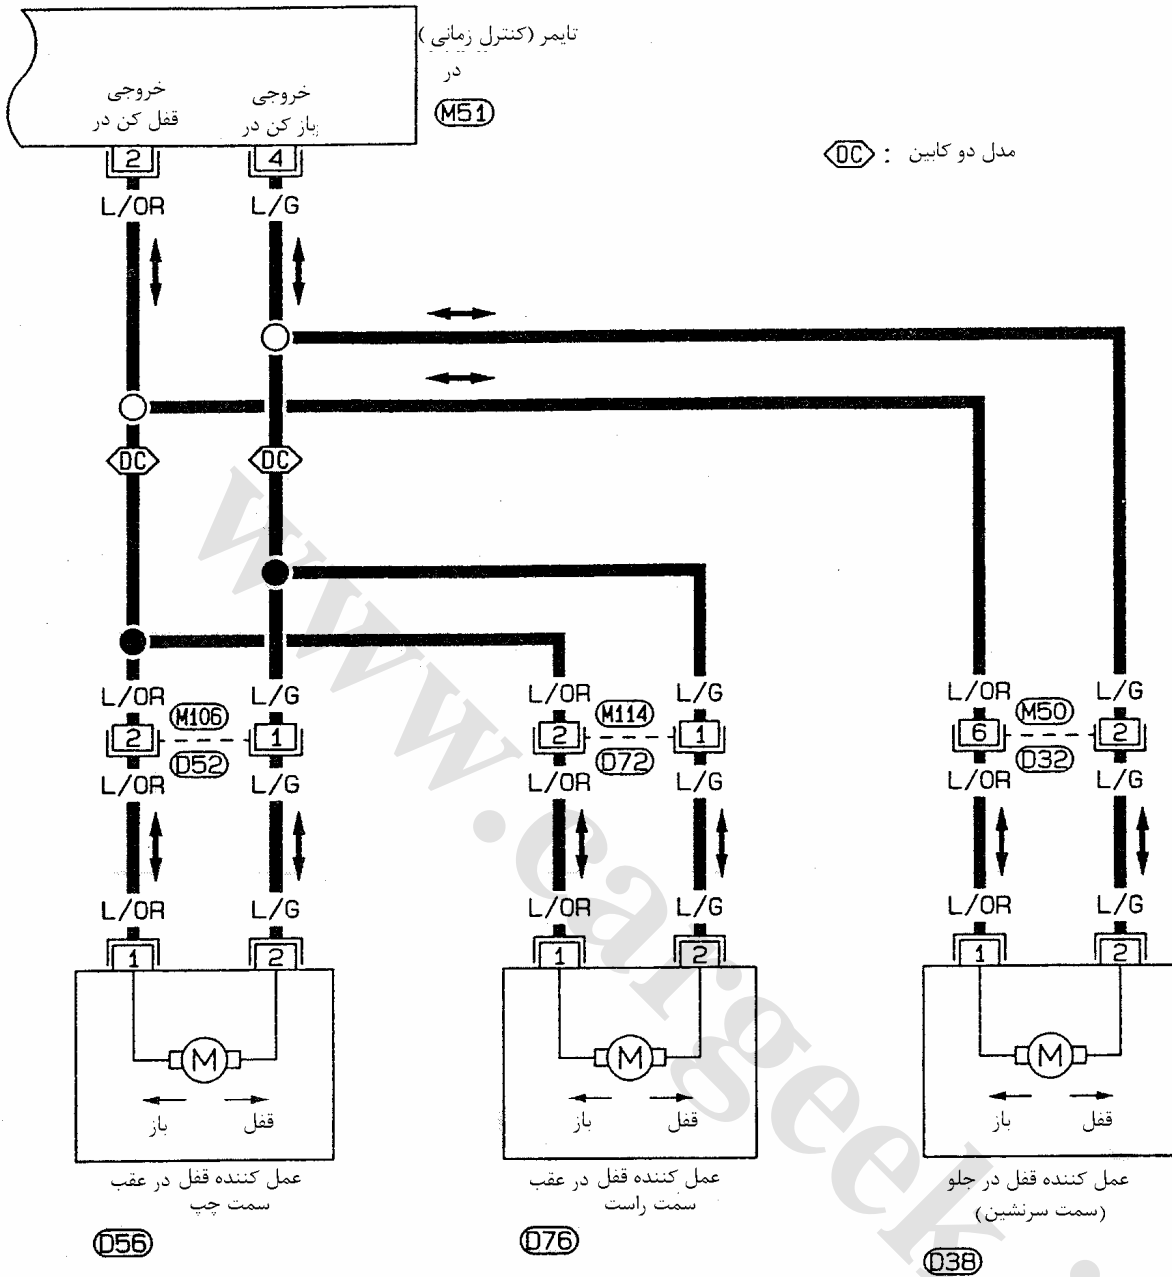 تایمر (کنترل زمانی)
در
M51
خروجی
قفل کن در
خروجی
باز کن در
2
4
DC : مدل دو کابین
L/OR
L/G
DC
DC
L/OR
L/G
L/OR
L/G
L/OR
L/G
M106
M114
M50
2
1
2
1
6
2
D52
D72
D32
L/OR
L/G
L/OR
L/G
L/OR
L/G
L/OR
L/G
L/OR
L/G
L/OR
L/G
1
2
1
2
1
2
M
M
M
باز
قفل
باز
قفل
باز
قفل
عمل کننده قفل در عقب
سمت چپ
D56
عمل کننده قفل در عقب
سمت راست
D76
عمل کننده قفل در جلو
(سمت سرنشین)
D38
www.cargeek